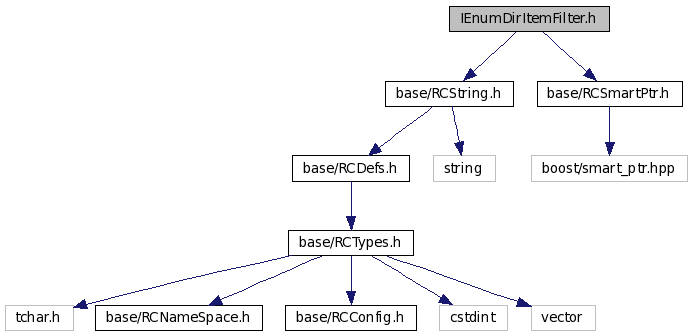 IEnumDirItemFilter.h
base/RCString.h
base/RCSmartPtr.h
base/RCDefs.h
string
boost/smart_ptr.hpp
base/RCTypes.h
tchar.h
base/RCNameSpace.h
base/RCConfig.h
cstdint
vector